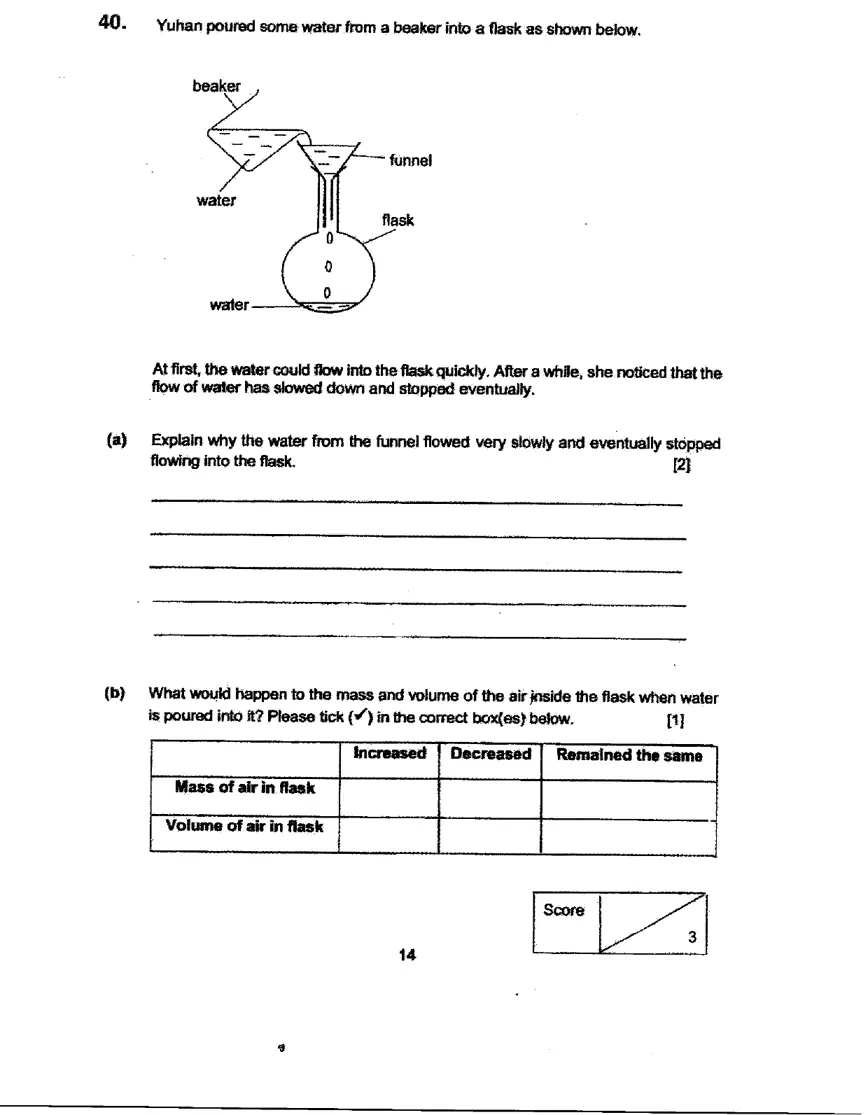 40. Yuhan poured some water from a beaker into a flask as shown below.
beaker
funnel
water
flask
water
At first, the water could flow into the flask quickly. After a while, she noticed that the
flow of water has slowed down and stopped eventually.
(a) Explain why the water from the funnel flowed very slowly and eventually stopped
flowing into the flask. [2]
(b) What would happen to the mass and volume of the air inside the flask when water
is poured into it? Please tick (✓) in the correct box(es) below. [1]
Increased Decreased Remained the same
Mass of air in flask
Volume of air in flask
Score
3
14